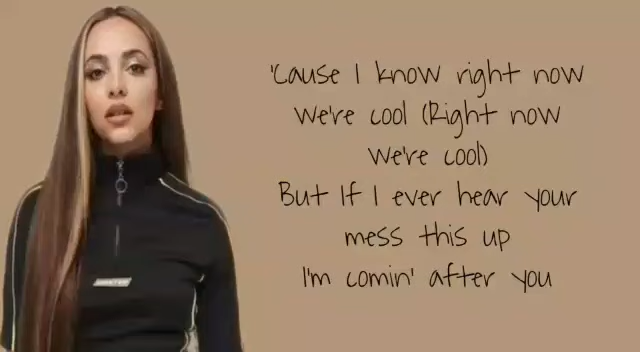 'Cause I know right now
We're cool (Right now
We're cool)
But If I ever hear your
mess this up
I'm comin' after you